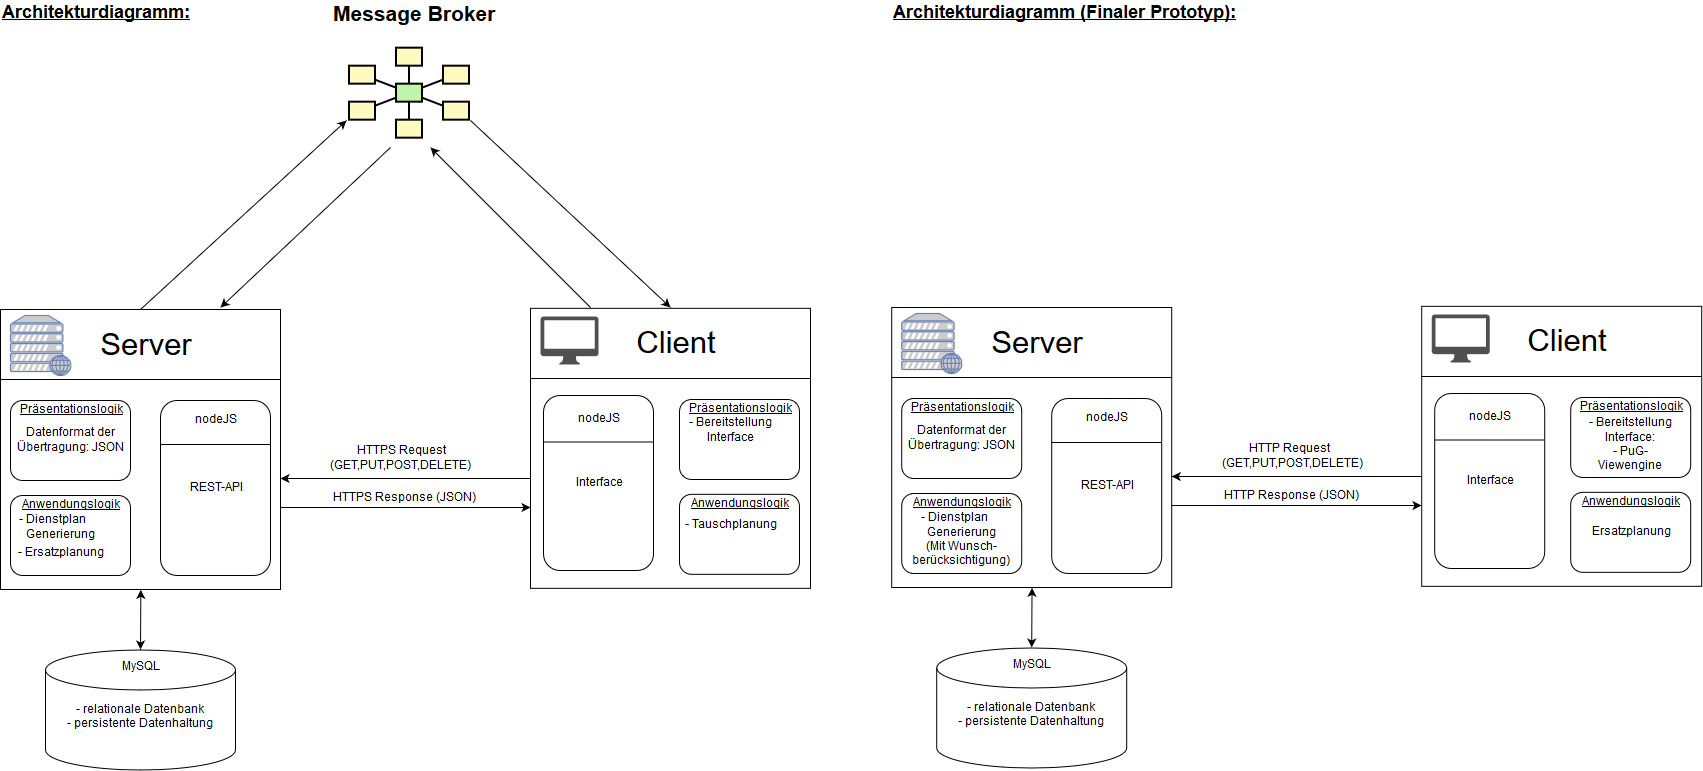 Architekturdiagramm:
Message Broker
Server
Präsentationslogik
Datenformat der
Übertragung: JSON
Anwendungslogik
- Dienstplan
Generierung
- Ersatzplanung
nodeJS
REST-API
HTTPS Request
(GET,PUT,POST,DELETE)
HTTPS Response (JSON)
Client
nodeJS
Interface
Präsentationslogik
- Bereitstellung
Interface
Anwendungslogik
- Tauschplanung
MySQL
- relationale Datenbank
- persistente Datenhaltung
Architekturdiagramm (Finaler Prototyp):
Server
Präsentationslogik
Datenformat der
Übertragung: JSON
Anwendungslogik
- Dienstplan
Generierung
(Mit Wunsch-
berücksichtigung)
nodeJS
REST-API
HTTP Request
(GET,PUT,POST,DELETE)
HTTP Response (JSON)
Client
nodeJS
Interface
Präsentationslogik
- Bereitstellung
Interface:
- PuG-
Viewengine
Anwendungslogik
Ersatzplanung
MySQL
- relationale Datenbank
- persistente Datenhaltung